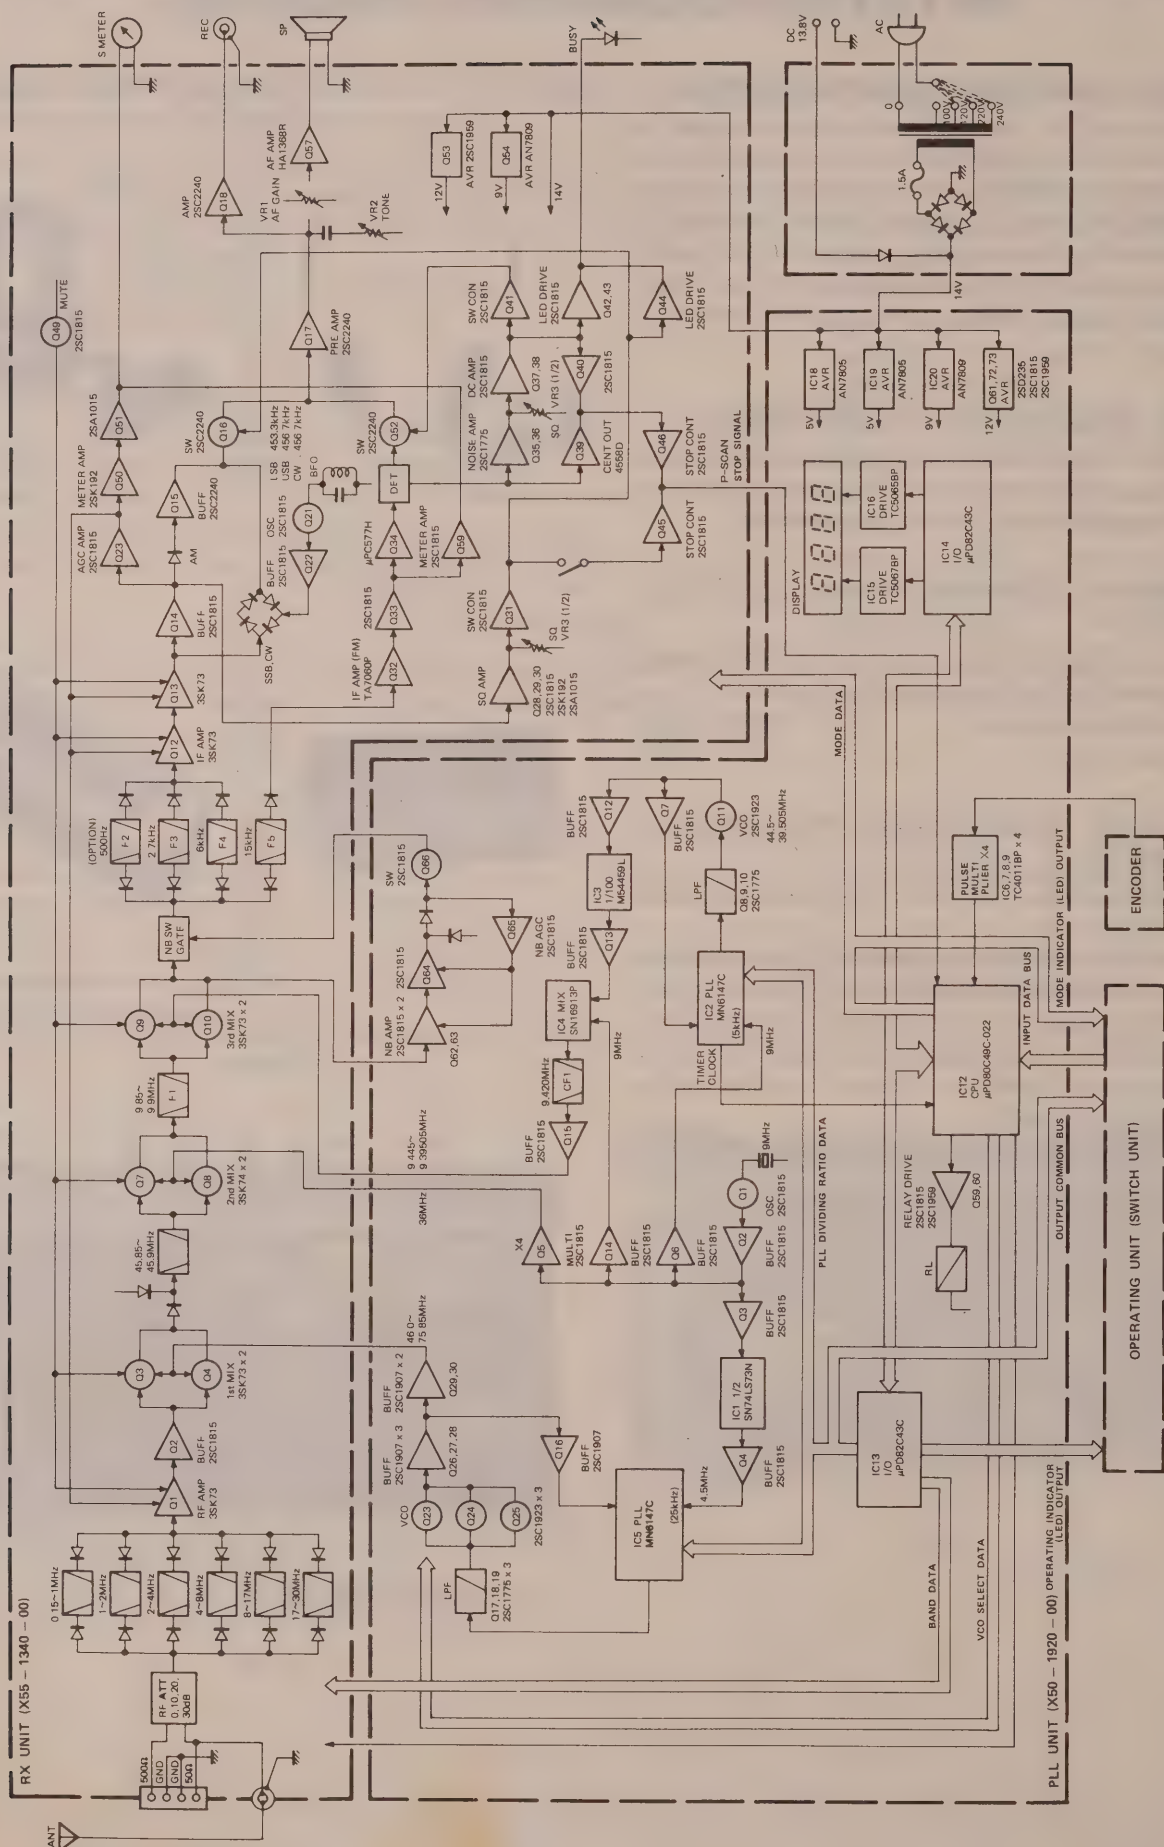 RX UNIT (X55 – 1340 – 00)
ANT
500Ω
GND
GND
50Ω
RF ATT
0,10,20,
30dB
0.15~1MHz
1~2MHz
2~4MHz
4~8MHz
8~17MHz
17~30MHz
Q1
RF AMP
3SK73
Q2
BUFF
2SC1815
Q3
Q4
1st MIX
3SK73 x 2
45.85~
45.9MHz
Q7
Q8
2nd MIX
3SK74 x 2
9.85~
9.9MHz
F1
Q9
Q10
3rd MIX
3SK73 x 2
NB SW
GATE
(OPTION)
500Hz
F2
2.7kHz
F3
6kHz
F4
15kHz
F5
Q12
IF AMP
3SK73
Q13
3SK73
Q14
BUFF
2SC1815
AM
Q15
BUFF
2SC2240
AGC AMP
2SC1815
Q23
METER AMP
2SK192
Q50
Q51
2SA1015
Q49
MUTE
2SC1815
SW
2SC2240
Q16
LSB 453.3kHz
USB 456.7kHz
CW 456.7kHz
BFO
OSC
2SC1815
Q21
BUFF
2SC1815
Q22
SSB,CW
IF AMP (FM)
TA7060P
Q32
Q33
2SC1815
Q34
µPC577H
DET
SW
2SC2240
Q52
METER AMP
2SC1815
Q59
Q17
PRE AMP
2SC2240
AMP
2SC2240
Q18
VR1
AF GAIN
VR2
TONE
AF AMP
HA1368R
Q57
S.METER
REC
SP
BUSY
SQ AMP
Q28,29,30
2SC1815
2SK192
2SA1015
SQ
VR3 (1/2)
SW CON
2SC1815
Q31
NOISE AMP
2SC1775
Q35,36
SQ
VR3 (1/2)
DC AMP
2SC1815
Q37,38
SW CON
2SC1815
Q41
LED DRIVE
2SC1815
Q42,43
Q44
LED DRIVE
2SC1815
Q39
CENT OUT
4558D
Q40
2SC1815
Q45
STOP CONT
2SC1815
Q46
STOP CONT
2SC1815
P-SCAN
STOP SIGNAL
12V
Q53
AVR 2SC1959
9V
Q54
AVR AN7809
14V
DC
13.8V
AC
0
100V
120V
220V
240V
1.5A
14V
5V
IC18
AVR
AN7805
5V
IC19
AVR
AN7805
9V
IC20
AVR
AN7809
12V
Q61,72,73
AVR
2SD235
2SC1815
2SC1959
DISPLAY
IC15
DRIVE
TC5067BP
IC16
DRIVE
TC5065BP
IC14
I/O
µPD82C43C
MODE DATA
NB AMP
2SC1815 x 2
Q62,63
Q64
2SC1815
Q65
NB AGC
2SC1815
SW
2SC1815
Q66
9.445~
9.39505MHz
36MHz
46.0~
75.85MHz
BUFF
2SC1907 x 2
Q29,30
BUFF
2SC1907 x 3
Q26,27,28
VCO
Q23
Q24
Q25
2SC1923 x 3
LPF
Q17,18,19
2SC1775 x 3
Q16
BUFF
2SC1907
IC5 PLL
MN6147C
(25kHz)
4.5MHz
Q4
BUFF
2SC1815
IC1 1/2
SN74LS73N
Q3
BUFF
2SC1815
X4
Q5
MULTI
2SC1815
Q14
BUFF
2SC1815
Q6
BUFF
2SC1815
Q2
BUFF
2SC1815
Q1
OSC
2SC1815
9MHz
BUFF
2SC1815
Q15
9.420MHz
CF1
IC4 MIX
SN16913P
9MHz
BUFF
2SC1815
Q13
IC3
1/100
M54459L
BUFF
2SC1815
Q12
Q7
BUFF
2SC1815
Q11
VCO
2SC1923
44.5~
39.505MHz
LPF
Q8,9,10
2SC1775
IC2 PLL
MN6147C
(5kHz)
9MHz
TIMER
CLOCK
PLL DIVIDING RATIO DATA
IC12
CPU
µPD80C49C-022
PULSE
MULTI
PLIER X4
IC6,7,8,9
TC4011BP x 4
ENCODER
RELAY DRIVE
2SC1815
2SC1959
Q59,60
RL
IC13
I/O
µPD82C43C
BAND DATA
VCO SELECT DATA
INPUT DATA BUS
MODE INDICATOR (LED) OUTPUT
OUTPUT COMMON BUS
OPERATING INDICATOR
(LED) OUTPUT
PLL UNIT (X50 – 1920 – 00)
OPERATING UNIT (SWITCH UNIT)